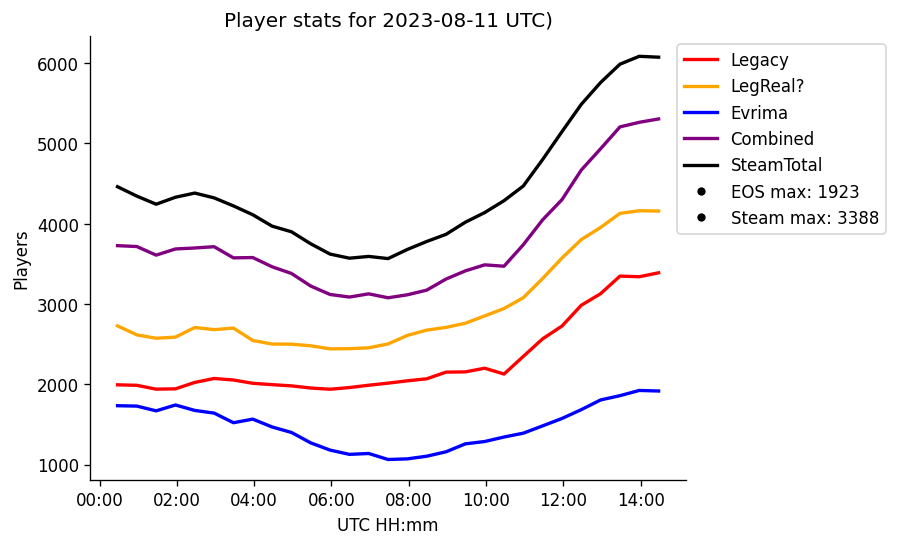 Player stats for 2023-08-11 UTC)
Legacy
LegReal?
Evrima
Combined
SteamTotal
EOS max: 1923
Steam max: 3388
Players
6000
5000
4000
3000
2000
1000
00:00 02:00 04:00 06:00 08:00 10:00 12:00 14:00
UTC HH:mm